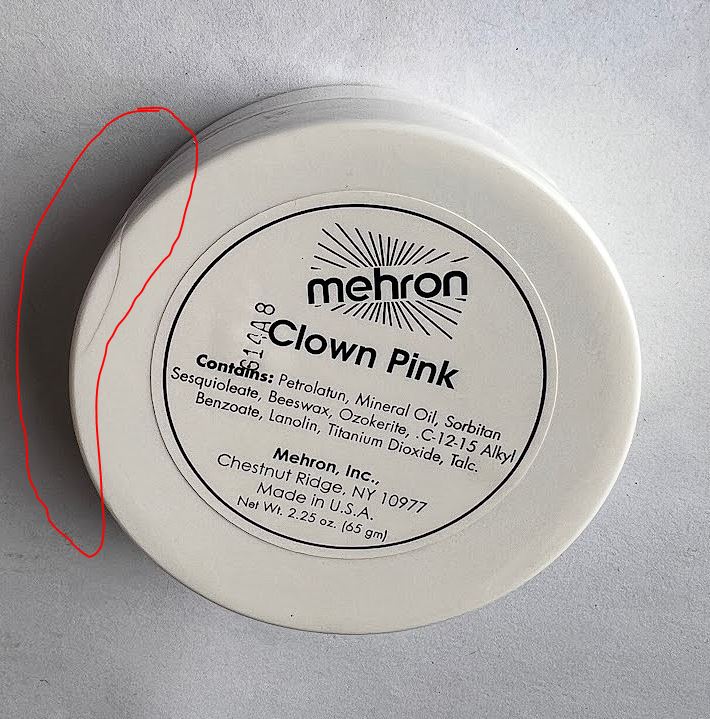 mehron
Clown Pink
Contains: Petrolatun, Mineral Oil, Sorbitan
Sesquioleate, Beeswax, Ozokerite, .C-12-15 Alkyl
Benzoate, Lanolin, Titanium Dioxide, Talc.
Mehron, Inc.,
Chestnut Ridge, NY 10977
Made in U.S.A.
Net Wt. 2.25 oz. (65 gm)